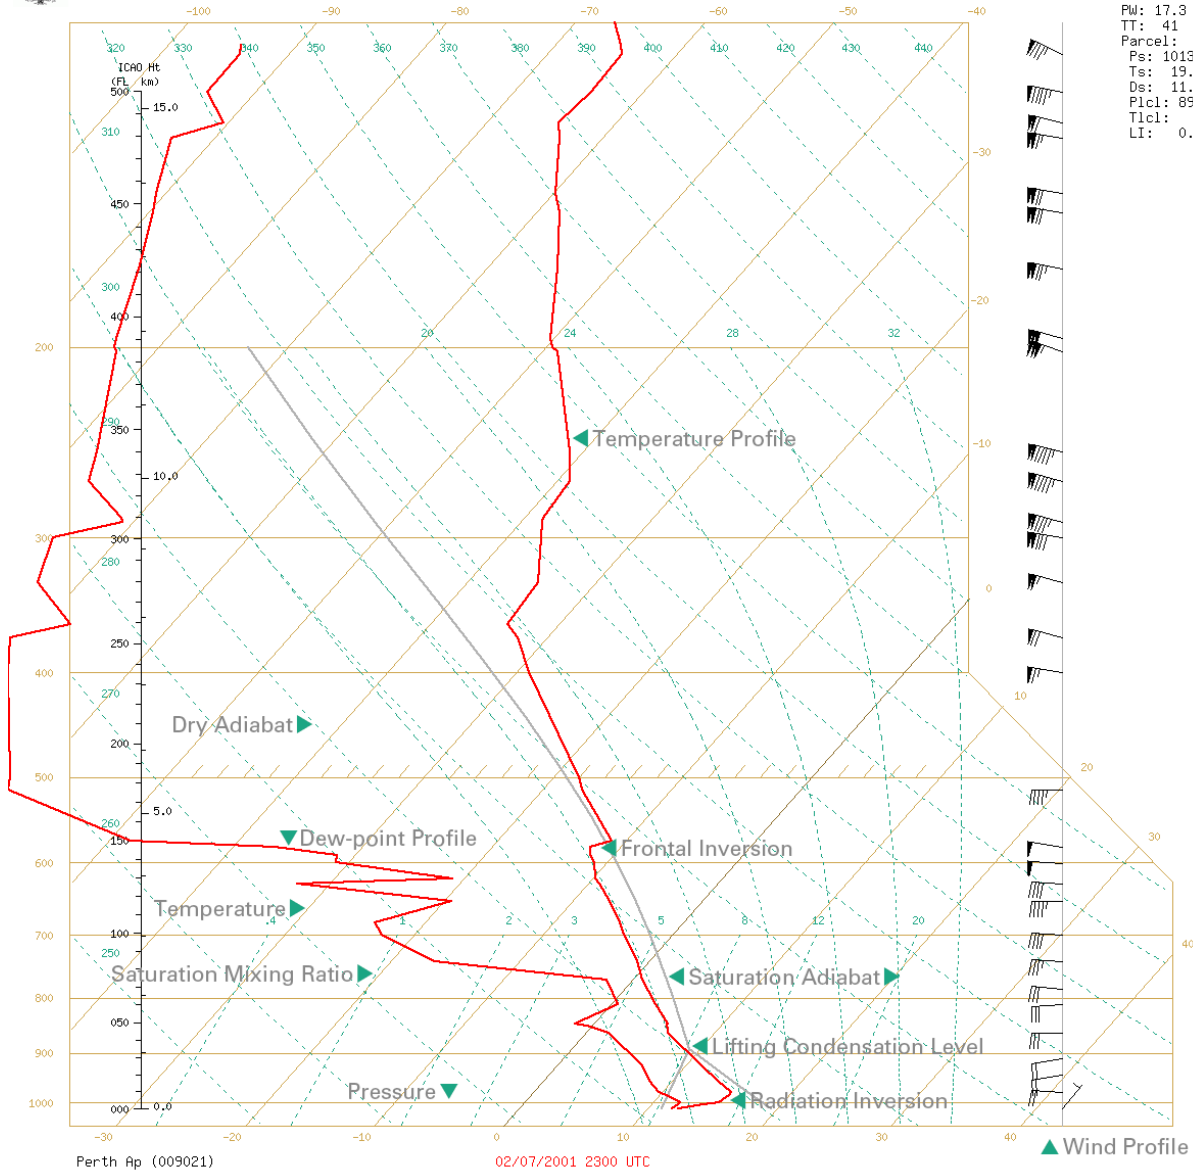 -100 -90 -80 -70 -60 -50 -40
PW: 17.3
TT: 41
Parcel:
Ps: 1013
Ts: 19.
Ds: 11.
Plcl: 89
Tlcl:
LI: 0.
320 330 340 350 360 370 380 390 400 410 420 430 440
ICAO Ht
(FL km)
500
15.0
310
-30
450
300
-20
400
20 24 28 32
200
290
350
Temperature Profile
-10
10.0
300
300
280
0
250
400
270
10
Dry Adiabat
200
20
500
5.0
260
150
Dew-point Profile
30
Frontal Inversion
600
Temperature
.4 1 2 3 5 8 12 20
700
100
40
250
Saturation Mixing Ratio
Saturation Adiabat
800
050
Lifting Condensation Level
900
Pressure
Radiation Inversion
1000
000
0.0
-30 -20 -10 0 10 20 30 40
Wind Profile
Perth Ap (009021)
02/07/2001 2300 UTC